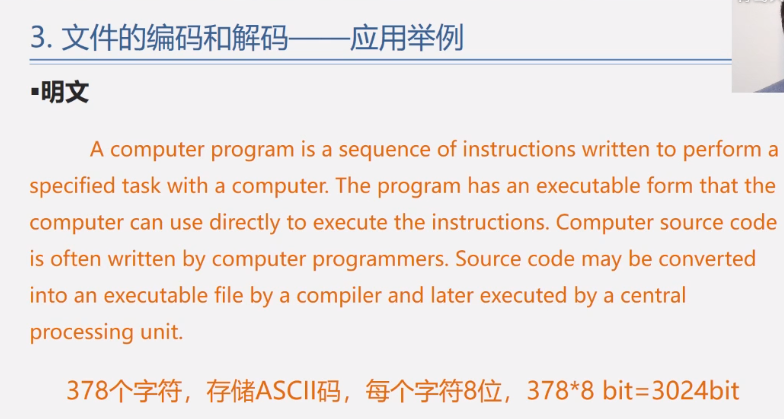 3. 文件的编码和解码——应用举例
▪明文
A computer program is a sequence of instructions written to perform a
specified task with a computer. The program has an executable form that the
computer can use directly to execute the instructions. Computer source code
is often written by computer programmers. Source code may be converted
into an executable file by a compiler and later executed by a central
processing unit.
378个字符，存储ASCII码，每个字符8位，378*8 bit=3024bit